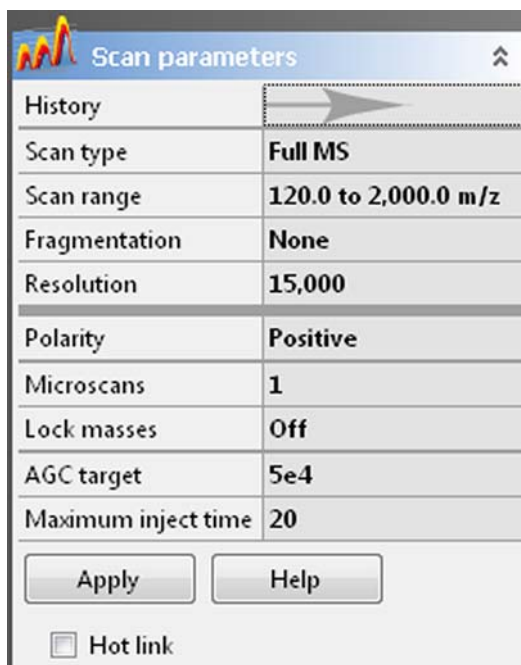 Scan parameters
History
Scan type Full MS
Scan range 120.0 to 2,000.0 m/z
Fragmentation None
Resolution 15,000
Polarity Positive
Microscans 1
Lock masses Off
AGC target 5e4
Maximum inject time 20
Apply Help
Hot link